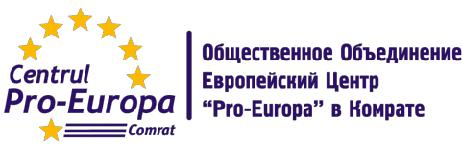 Centrul
Pro-Europa
Comrat
Общественное Объединение
Европейский Центр
“Pro-Europa” в Комрате